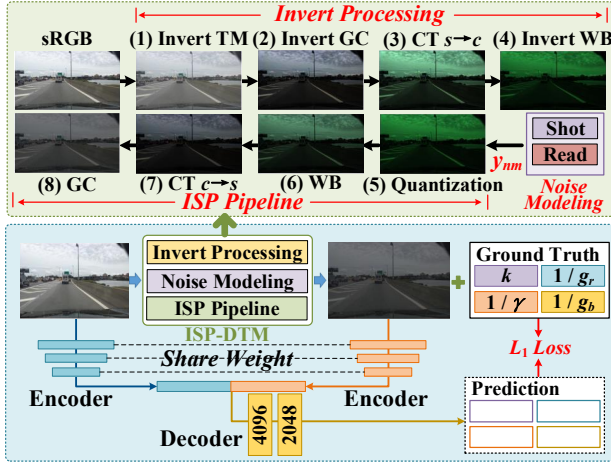 Invert Processing
sRGB (1) Invert TM (2) Invert GC (3) CT s→c (4) Invert WB
Shot
Read
y_nm
(8) GC (7) CT c→s (6) WB (5) Quantization
Noise
Modeling
ISP Pipeline
Invert Processing
Noise Modeling
ISP Pipeline
ISP-DTM
Ground Truth
k 1 / g_r
1 / γ 1 / g_b
L_1 Loss
Share Weight
Encoder Encoder
Decoder 4096 2048
Prediction